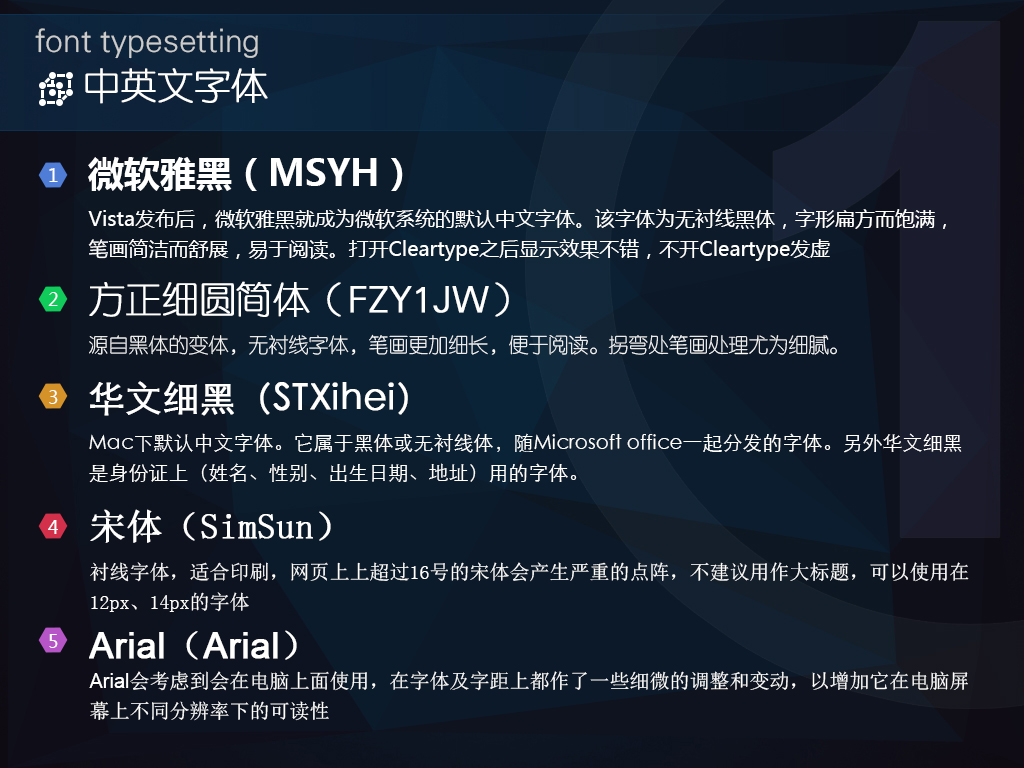 font typesetting
中英文字体
1 微软雅黑（MSYH）
Vista发布后，微软雅黑就成为微软系统的默认中文字体。该字体为无衬线黑体，字形扁方而饱满，
笔画简洁而舒展，易于阅读。打开Cleartype之后显示效果不错，不开Cleartype发虚
2 方正细圆简体（FZY1JW）
源自黑体的变体，无衬线字体，笔画更加细长，便于阅读。拐弯处笔画处理尤为细腻。
3 华文细黑（STXihei）
Mac下默认中文字体。它属于黑体或无衬线体，随Microsoft office一起分发的字体。另外华文细黑
是身份证上（姓名、性别、出生日期、地址）用的字体。
4 宋体（SimSun）
衬线字体，适合印刷，网页上上超过16号的宋体会产生严重的点阵，不建议用作大标题，可以使用在
12px、14px的字体
5 Arial（Arial）
Arial会考虑到会在电脑上面使用，在字体及字距上都作了一些细微的调整和变动，以增加它在电脑屏
幕上不同分辨率下的可读性
1